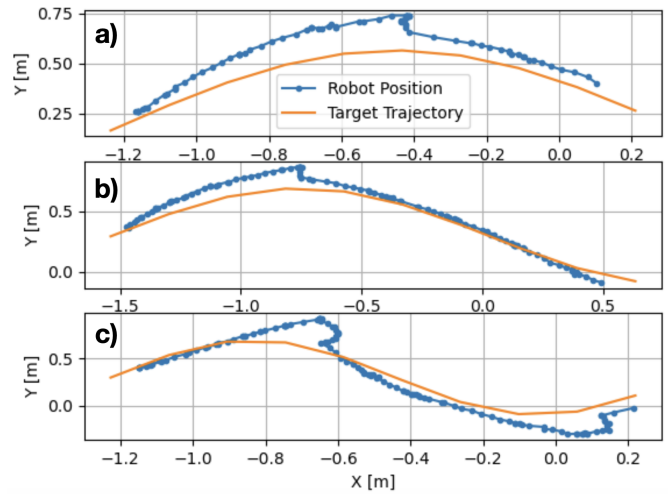 a)
0.75
0.50
0.25
Y [m]
Robot Position
Target Trajectory
−1.2 −1.0 −0.8 −0.6 −0.4 −0.2 0.0 0.2
b)
0.5
0.0
Y [m]
−1.5 −1.0 −0.5 0.0 0.5
c)
0.5
0.0
Y [m]
−1.2 −1.0 −0.8 −0.6 −0.4 −0.2 0.0 0.2
X [m]